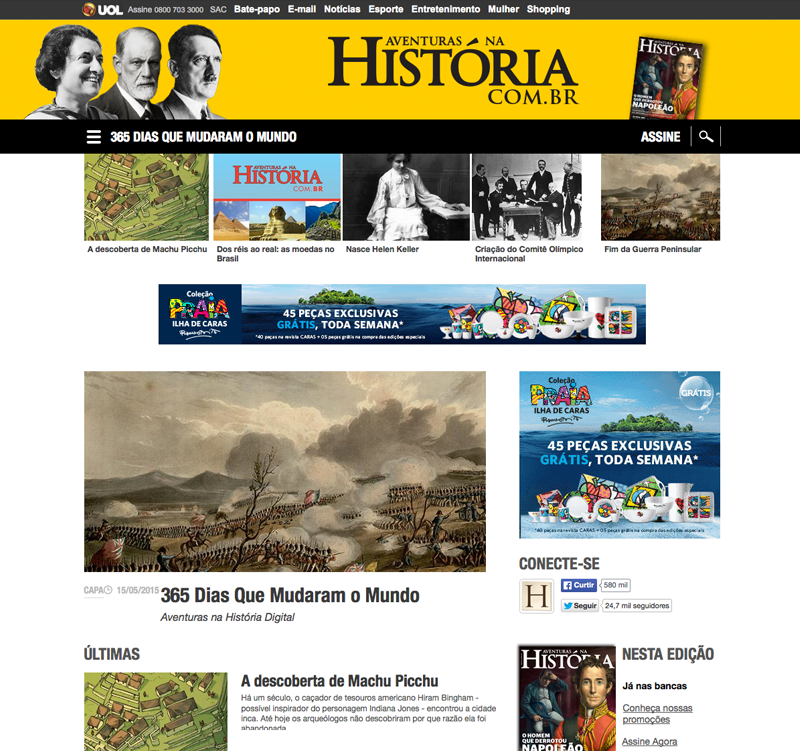 UOL Assine 0800 703 3000 SAC Bate-papo E-mail Notícias Esporte Entretenimento Mulher Shopping
AVENTURAS NA
HISTÓRIA
COM.BR
HISTÓRIA
O HOMEM
QUE DERROTOU
NAPOLEÃO
365 DIAS QUE MUDARAM O MUNDO
ASSINE
AVENTURAS NA
HISTÓRIA
COM.BR
A descoberta de Machu Picchu
Dos réis ao real: as moedas no
Brasil
Nasce Helen Keller
Criação do Comitê Olímpico
Internacional
Fim da Guerra Peninsular
Coleção
PRAIA
ILHA DE CARAS
45 PEÇAS EXCLUSIVAS
GRÁTIS, TODA SEMANA*
*40 peças na revista CARAS + 05 peças grátis na compra das edições especiais
Coleção
PRAIA
ILHA DE CARAS
GRÁTIS
45 PEÇAS EXCLUSIVAS
GRÁTIS, TODA SEMANA*
*40 peças na revista CARAS + 05 peças grátis na compra das edições especiais
CAPA 15/05/2015 365 Dias Que Mudaram o Mundo
Aventuras na História Digital
CONECTE-SE
H
Curtir 580 mil
Seguir 24,7 mil seguidores
ÚLTIMAS
A descoberta de Machu Picchu
Há um século, o caçador de tesouros americano Hiram Bingham -
possível inspirador do personagem Indiana Jones - encontrou a cidade
inca. Até hoje os arqueólogos não descobriram por que razão ela foi
abandonada
AVENTURAS NA
HISTÓRIA
O HOMEM
QUE DERROTOU
NAPOLEÃO
NESTA EDIÇÃO
Já nas bancas
Conheça nossas
promoções
Assine Agora